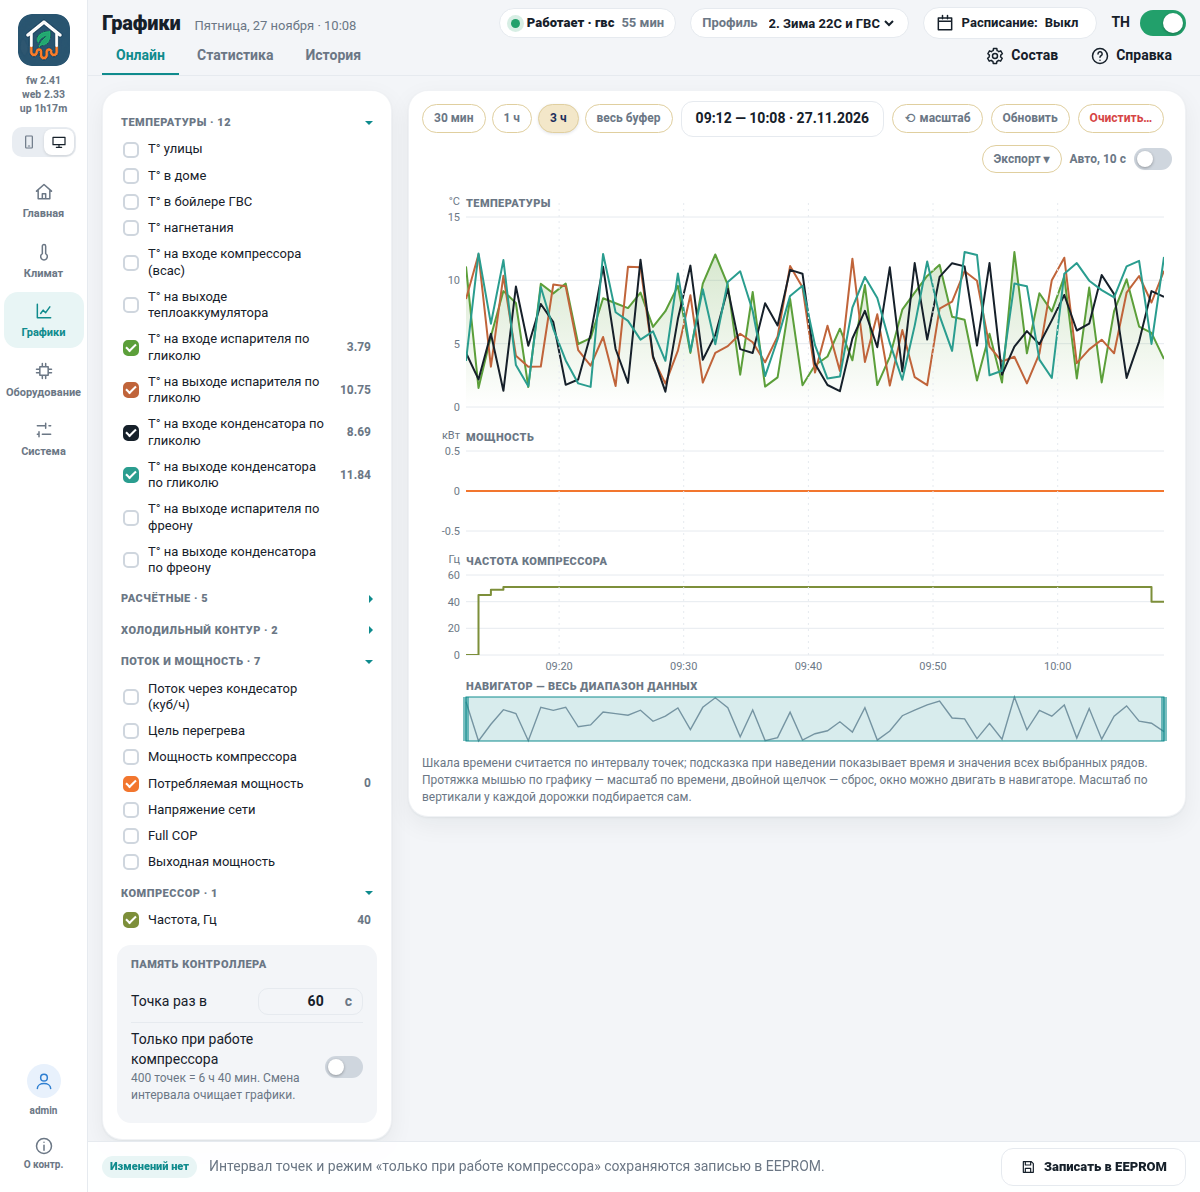 Графики
Пятница, 27 ноября · 10:08
Работает · гвс 55 мин
Профиль 2. Зима 22С и ГВС
Расписание: Выкл
ТН
Онлайн
Статистика
История
Состав
Справка
fw 2.41
web 2.33
up 1h17m
Главная
Климат
Графики
Оборудование
Система
admin
О контр.
ТЕМПЕРАТУРЫ · 12
T° улицы
T° в доме
T° в бойлере ГВС
T° нагнетания
T° на входе компрессора
(всас)
T° на выходе
теплоаккумулятора
T° на входе испарителя по
гликолю
3.79
T° на выходе испарителя по
гликолю
10.75
T° на входе конденсатора по
гликолю
8.69
T° на выходе конденсатора
по гликолю
11.84
T° на выходе испарителя по
фреону
T° на выходе конденсатора
по фреону
РАСЧЁТНЫЕ · 5
ХОЛОДИЛЬНЫЙ КОНТУР · 2
ПОТОК И МОЩНОСТЬ · 7
Поток через кондесатор
(куб/ч)
Цель перегрева
Мощность компрессора
Потребляемая мощность 0
Напряжение сети
Full COP
Выходная мощность
КОМПРЕССОР · 1
Частота, Гц 40
ПАМЯТЬ КОНТРОЛЛЕРА
Точка раз в 60 с
Только при работе
компрессора
400 точек = 6 ч 40 мин. Смена
интервала очищает графики.
30 мин
1 ч
3 ч
весь буфер
09:12 — 10:08 · 27.11.2026
⟲ масштаб
Обновить
Очистить...
Экспорт ▾
Авто, 10 с
°C ТЕМПЕРАТУРЫ
15
10
5
0
кВт МОЩНОСТЬ
0.5
0
-0.5
Гц ЧАСТОТА КОМПРЕССОРА
60
40
20
0
09:20 09:30 09:40 09:50 10:00
НАВИГАТОР — ВЕСЬ ДИАПАЗОН ДАННЫХ
Шкала времени считается по интервалу точек; подсказка при наведении показывает время и значения всех выбранных рядов.
Протяжка мышью по графику — масштаб по времени, двойной щелчок — сброс, окно можно двигать в навигаторе. Масштаб по
вертикали у каждой дорожки подбирается сам.
Изменений нет
Интервал точек и режим «только при работе компрессора» сохраняются записью в EEPROM.
Записать в EEPROM